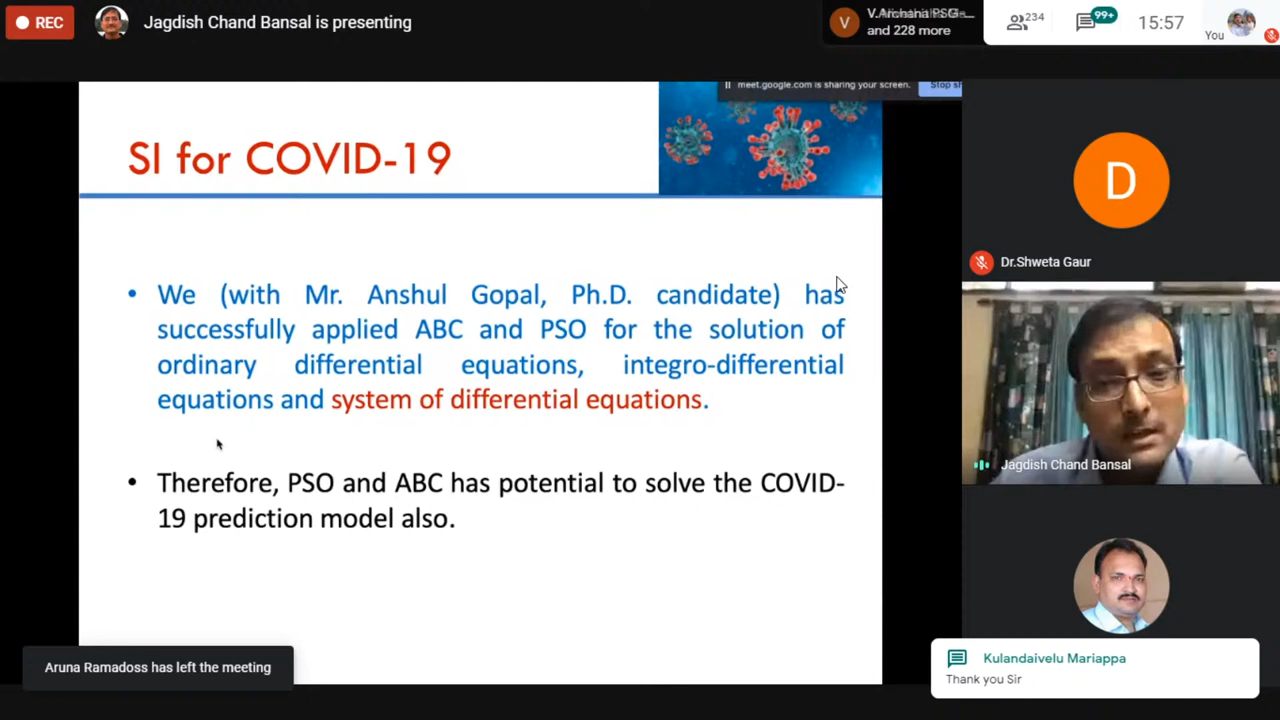 REC
Jagdish Chand Bansal is presenting
V
V.Archana PSG-...
and 228 more
234
99+
15:57
You
meet.google.com is sharing your screen.
Stop sh
SI for COVID-19
• We (with Mr. Anshul Gopal, Ph.D. candidate) has
successfully applied ABC and PSO for the solution of
ordinary differential equations, integro-differential
equations and system of differential equations.
• Therefore, PSO and ABC has potential to solve the COVID-
19 prediction model also.
D
Dr.Shweta Gaur
Jagdish Chand Bansal
Kulandaivelu Mariappa
Thank you Sir
Aruna Ramadoss has left the meeting